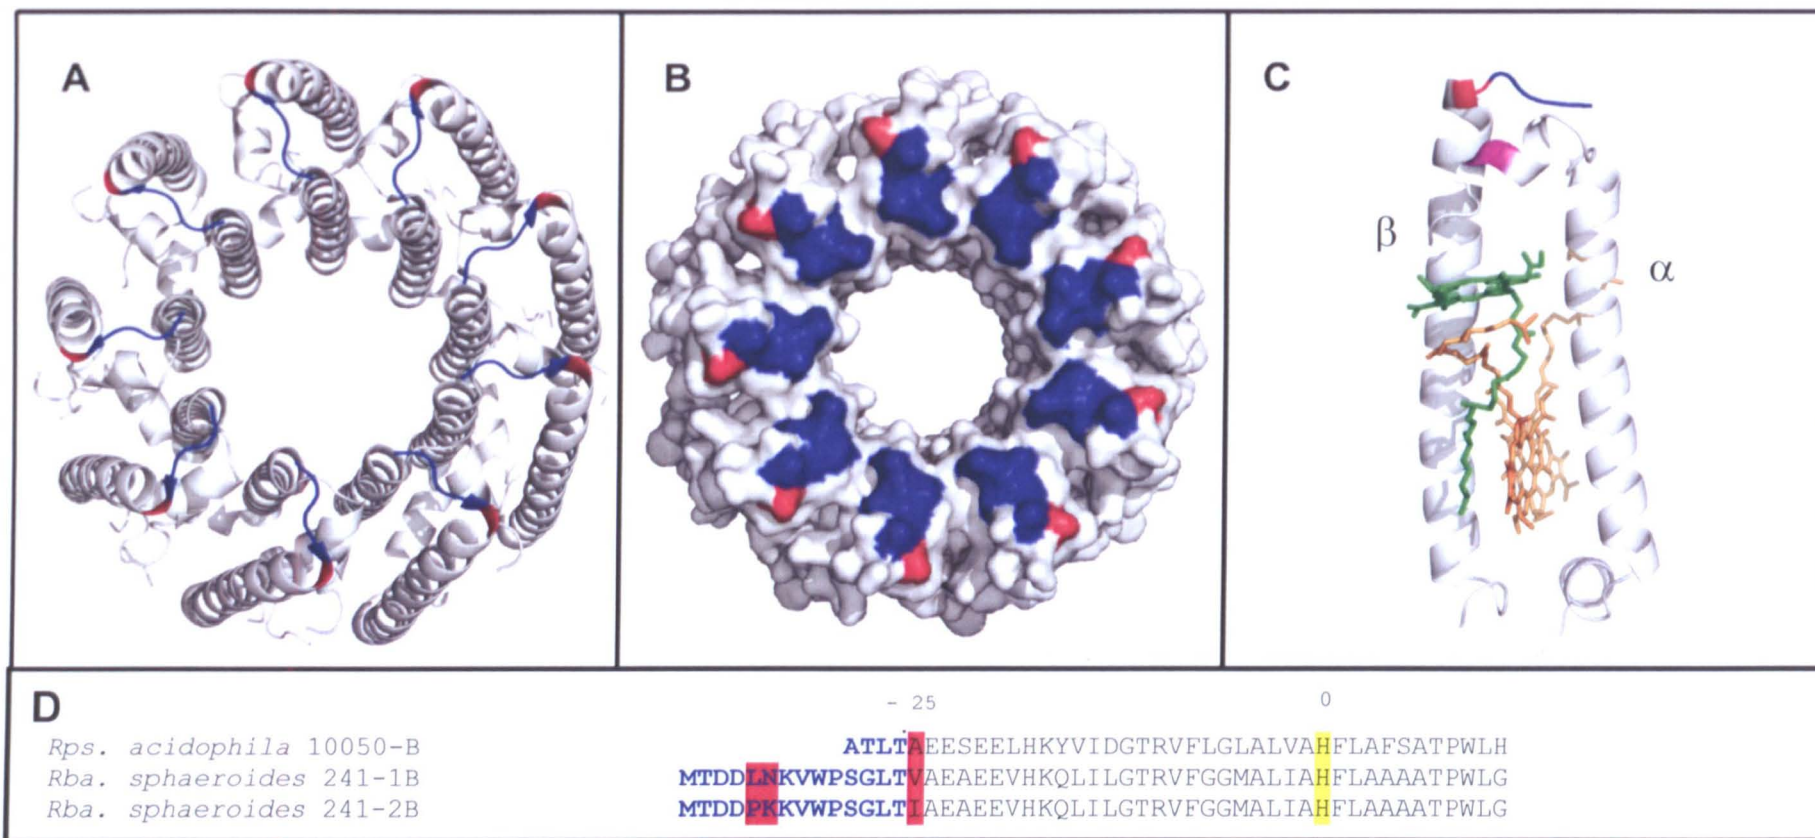 A
B
C
β
α
D
- 25 0
Rps. acidophila 10050-B ATLTAEESEELHKYVIDGTRVFLGLALVAHFLAFSATPWLH
Rba. sphaeroides 241-1B MTDDLNKVWPSGLTVAEAEEVHKQLILGTRVFGGMALIAHFLAAAATPWLG
Rba. sphaeroides 241-2B MTDDPKKVWPSGLTIAEAEEVHKQLILGTRVFGGMALIAHFLAAAATPWLG